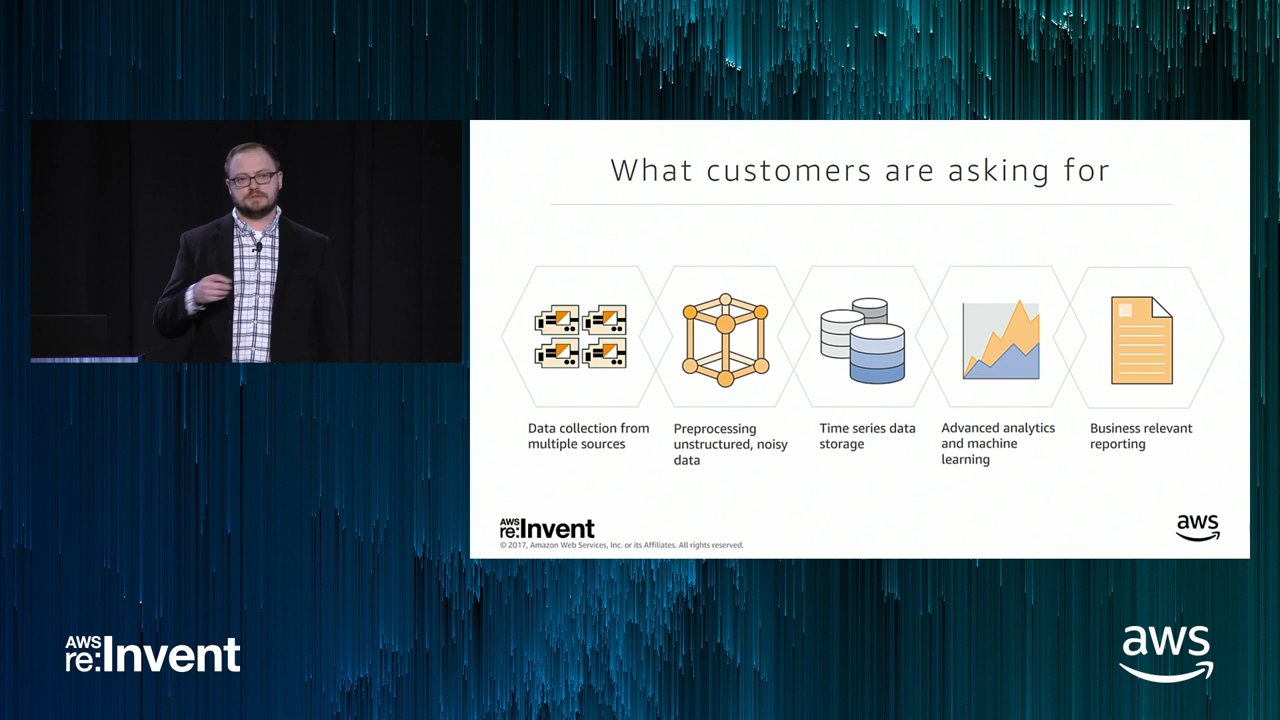 What customers are asking for
Data collection from
multiple sources
Preprocessing
unstructured, noisy
data
Time series data
storage
Advanced analytics
and machine
learning
Business relevant
reporting
AWS
re:Invent
© 2017, Amazon Web Services, Inc. or its Affiliates. All rights reserved.
aws
AWS
re:Invent
aws